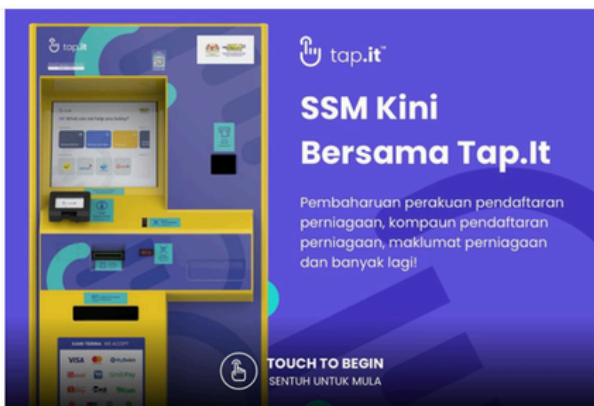 tap.it
tap.it™
SSM Kini
Bersama Tap.It
Pembaharuan perakuan pendaftaran
perniagaan, kompaun pendaftaran
perniagaan, maklumat perniagaan
dan banyak lagi!
VISA
TOUCH TO BEGIN
SENTUH UNTUK MULA